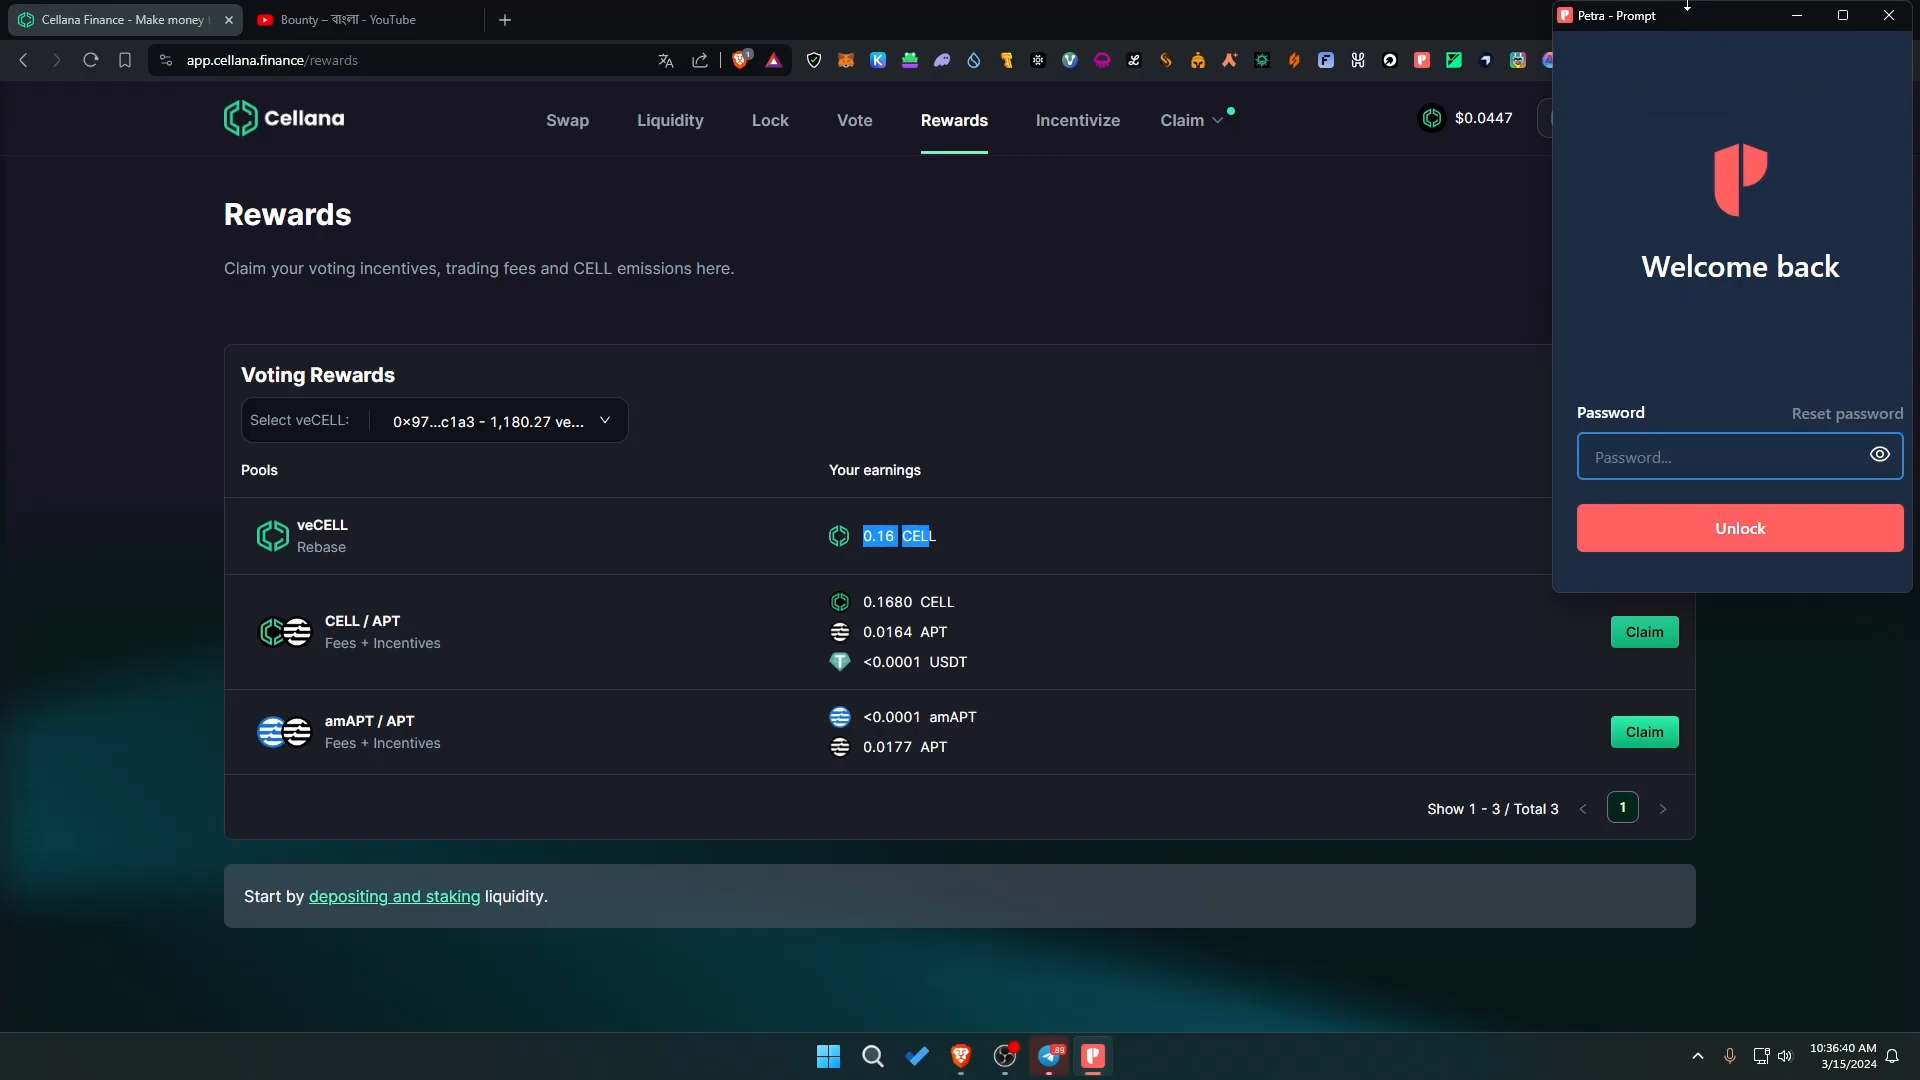 Cellana Finance - Make money
Bounty – বাংলা - YouTube
Petra - Prompt
app.cellana.finance/rewards
Cellana
Swap
Liquidity
Lock
Vote
Rewards
Incentivize
Claim
$0.0447
Welcome back
Rewards
Claim your voting incentives, trading fees and CELL emissions here.
Voting Rewards
Select veCELL:
0×97...c1a3 - 1,180.27 ve...
Password
Reset password
Password...
Unlock
Pools
Your earnings
veCELL
Rebase
0.16 CELL
CELL / APT
Fees + Incentives
0.1680 CELL
0.0164 APT
<0.0001 USDT
Claim
amAPT / APT
Fees + Incentives
<0.0001 amAPT
0.0177 APT
Claim
Show 1 - 3 / Total 3
1
Start by depositing and staking liquidity.
89
10:36:40 AM
3/15/2024